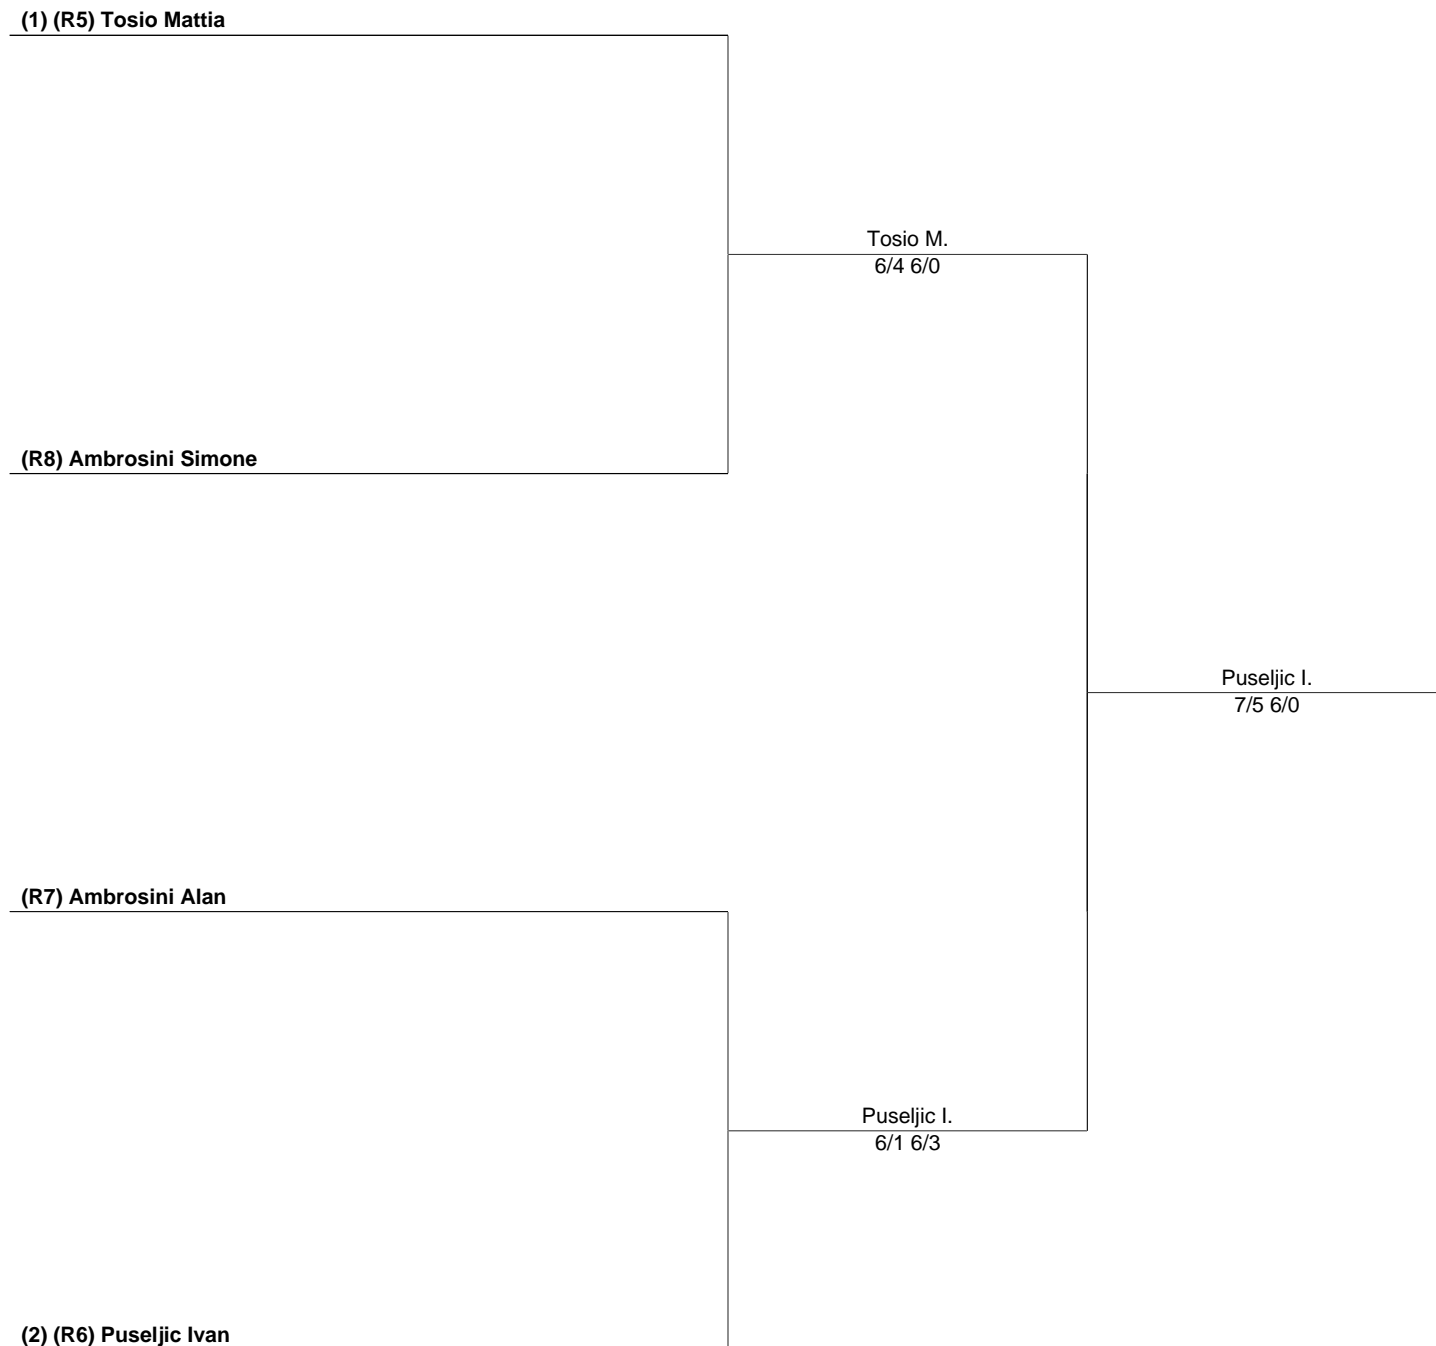 (1) (R5) Tosio Mattia
Tosio M.
6/4 6/0
(R8) Ambrosini Simone
Puseljic I.
7/5 6/0
(R7) Ambrosini Alan
Puseljic I.
6/1 6/3
(2) (R6) Puseljic Ivan